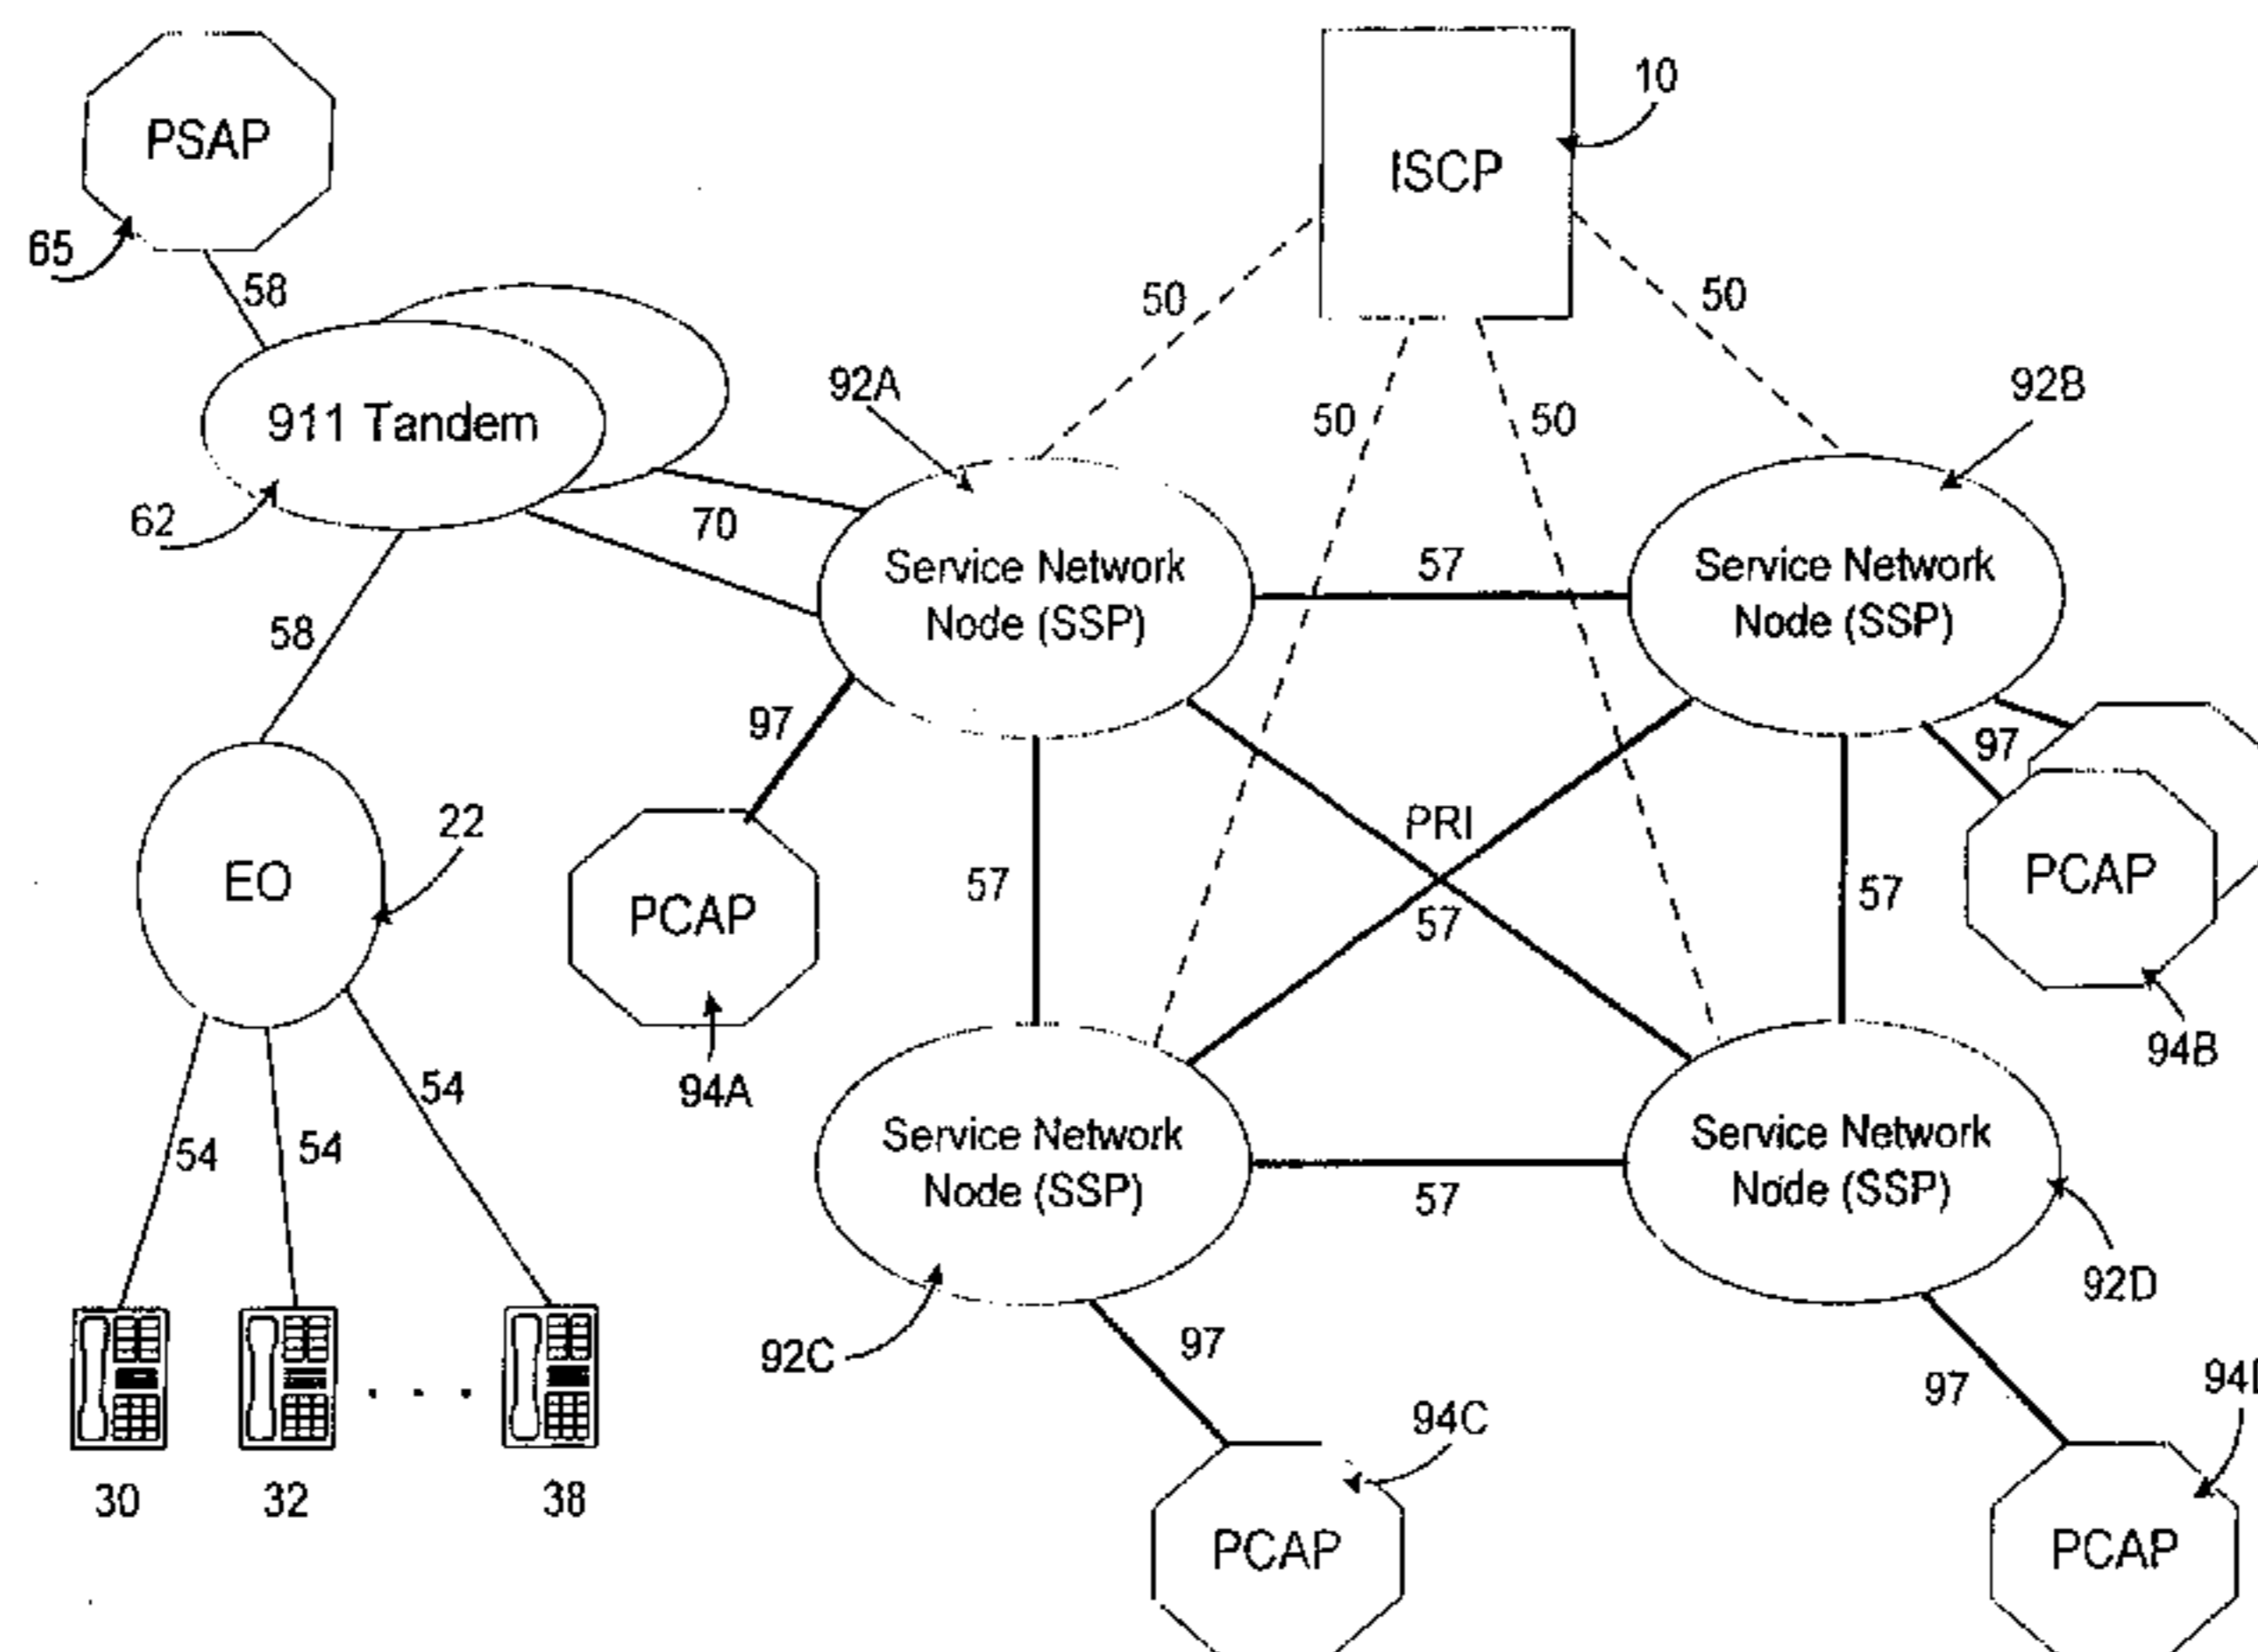 PSAP
65
58
ISCP
10
50
50
50
50
911 Tandem
62
70
92A
92B
Service Network
Node (SSP)
57
Service Network
Node (SSP)
58
97
97
EO
22
PCAP
94A
PRI
57
57
57
PCAP
94B
54
54
54
Service Network
Node (SSP)
57
Service Network
Node (SSP)
92C
92D
97
97
30
32
. . .
38
94C
PCAP
PCAP